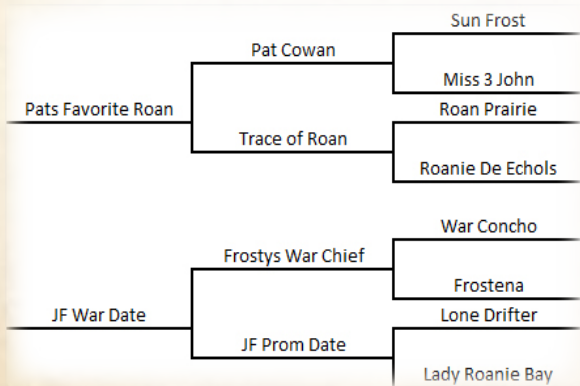 Sun Frost
Pat Cowan
Miss 3 John
Pats Favorite Roan
Roan Prairie
Trace of Roan
Roanie De Echols
War Concho
Frostys War Chief
Frostena
JF War Date
Lone Drifter
JF Prom Date
Lady Roanie Bay